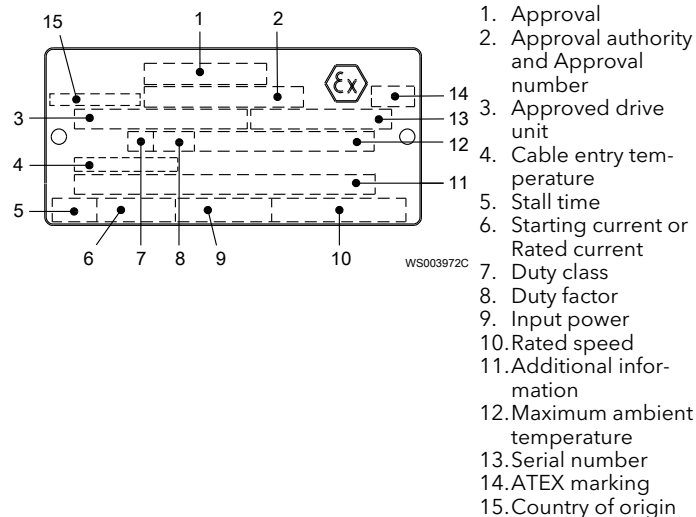 15
1
2
14
3
13
4
12
11
5
6
7
8
9
10
εx
WS003972C
1. Approval
2. Approval authority
and Approval
number
3. Approved drive
unit
4. Cable entry tem-
perature
5. Stall time
6. Starting current or
Rated current
7. Duty class
8. Duty factor
9. Input power
10.Rated speed
11.Additional infor-
mation
12.Maximum ambient
temperature
13.Serial number
14.ATEX marking
15.Country of origin